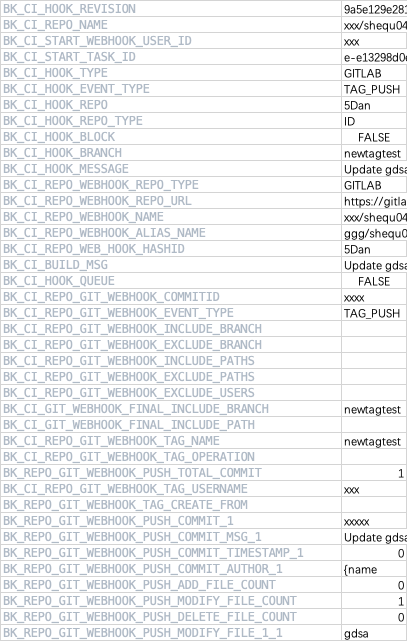 BK_CI_HOOK_REVISION 9a5e129e281
BK_CI_REPO_NAME xxx/shequ04
BK_CI_START_WEBHOOK_USER_ID xxx
BK_CI_START_TASK_ID e-e13298d0
BK_CI_HOOK_TYPE GITLAB
BK_CI_HOOK_EVENT_TYPE TAG_PUSH
BK_CI_HOOK_REPO 5Dan
BK_CI_HOOK_REPO_TYPE ID
BK_CI_HOOK_BLOCK FALSE
BK_CI_HOOK_BRANCH newtagtest
BK_CI_HOOK_MESSAGE Update gdsa
BK_CI_REPO_WEBHOOK_REPO_TYPE GITLAB
BK_CI_REPO_WEBHOOK_REPO_URL https://gitla
BK_CI_REPO_WEBHOOK_NAME xxx/shequ04
BK_CI_REPO_WEBHOOK_ALIAS_NAME ggg/shequ0
BK_CI_REPO_WEB_HOOK_HASHID 5Dan
BK_CI_BUILD_MSG Update gdsa
BK_CI_HOOK_QUEUE FALSE
BK_CI_REPO_GIT_WEBHOOK_COMMITID xxxx
BK_CI_REPO_GIT_WEBHOOK_EVENT_TYPE TAG_PUSH
BK_CI_REPO_GIT_WEBHOOK_INCLUDE_BRANCH
BK_CI_REPO_GIT_WEBHOOK_EXCLUDE_BRANCH
BK_CI_REPO_GIT_WEBHOOK_INCLUDE_PATHS
BK_CI_REPO_GIT_WEBHOOK_EXCLUDE_PATHS
BK_CI_REPO_GIT_WEBHOOK_EXCLUDE_USERS
BK_CI_GIT_WEBHOOK_FINAL_INCLUDE_BRANCH newtagtest
BK_CI_GIT_WEBHOOK_FINAL_INCLUDE_PATH
BK_CI_REPO_GIT_WEBHOOK_TAG_NAME newtagtest
BK_CI_REPO_GIT_WEBHOOK_TAG_OPERATION
BK_REPO_GIT_WEBHOOK_PUSH_TOTAL_COMMIT 1
BK_CI_REPO_GIT_WEBHOOK_TAG_USERNAME xxx
BK_REPO_GIT_WEBHOOK_TAG_CREATE_FROM
BK_REPO_GIT_WEBHOOK_PUSH_COMMIT_1 xxxxx
BK_REPO_GIT_WEBHOOK_PUSH_COMMIT_MSG_1 Update gdsa
BK_REPO_GIT_WEBHOOK_PUSH_COMMIT_TIMESTAMP_1 0
BK_REPO_GIT_WEBHOOK_PUSH_COMMIT_AUTHOR_1 {name
BK_REPO_GIT_WEBHOOK_PUSH_ADD_FILE_COUNT 0
BK_REPO_GIT_WEBHOOK_PUSH_MODIFY_FILE_COUNT 1
BK_REPO_GIT_WEBHOOK_PUSH_DELETE_FILE_COUNT 0
BK_REPO_GIT_WEBHOOK_PUSH_MODIFY_FILE_1_1 gdsa